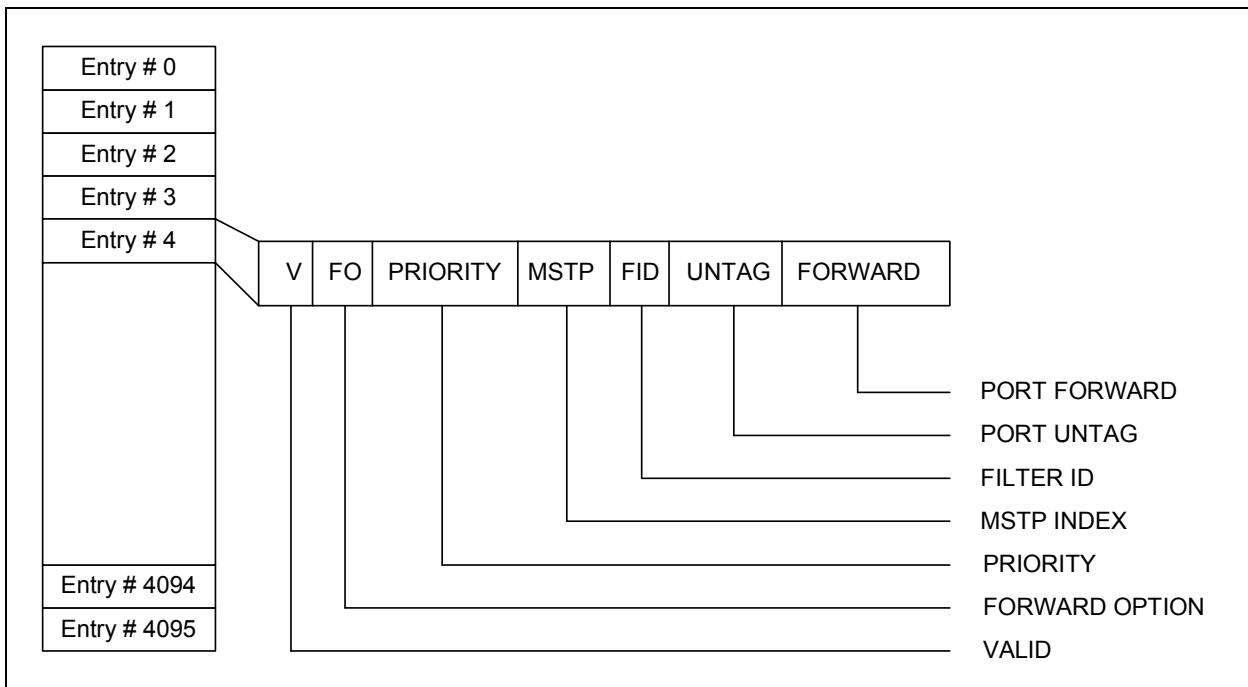 Entry # 0
Entry # 1
Entry # 2
Entry # 3
Entry # 4
V FO PRIORITY MSTP FID UNTAG FORWARD
PORT FORWARD
PORT UNTAG
FILTER ID
MSTP INDEX
PRIORITY
FORWARD OPTION
VALID
Entry # 4094
Entry # 4095